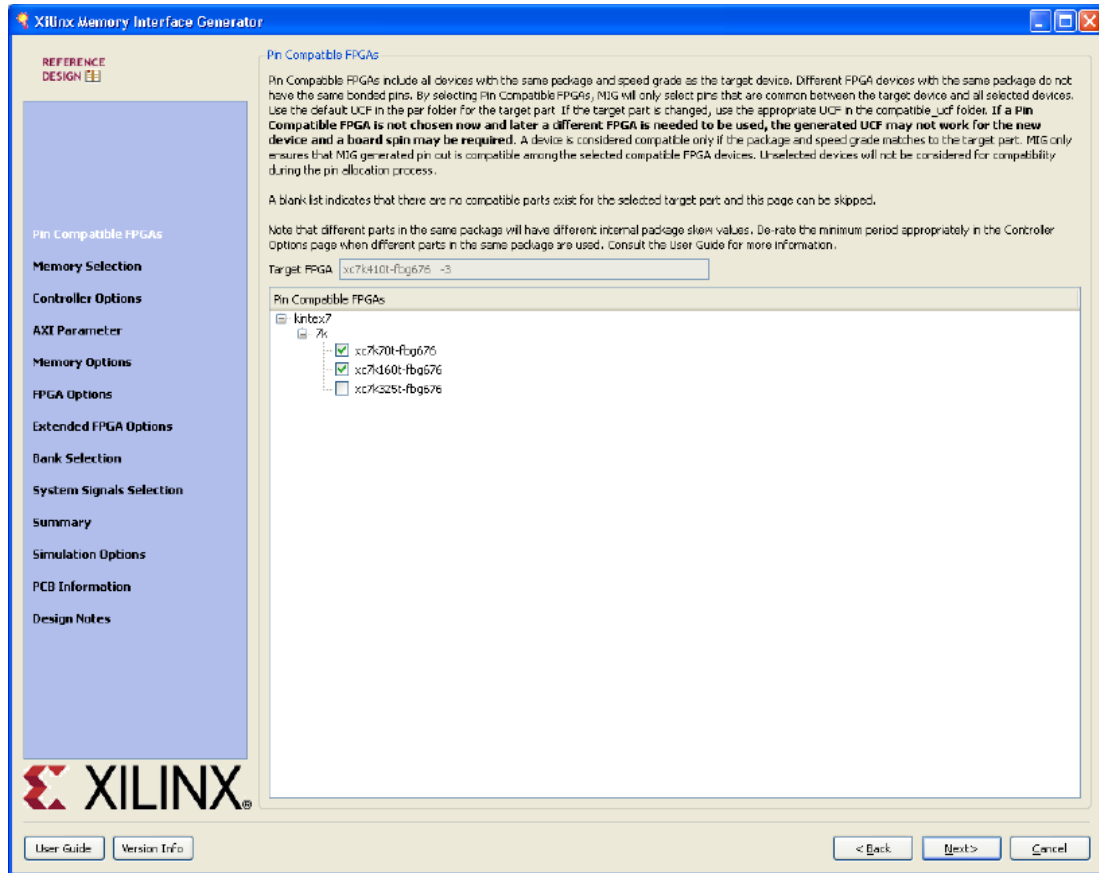 Xilinx Memory Interface Generator
REFERENCE
DESIGN
Pin Compatible FPGAs
Memory Selection
Controller Options
AXI Parameter
Memory Options
FPGA Options
Extended FPGA Options
Bank Selection
System Signals Selection
Summary
Simulation Options
PCB Information
Design Notes
XILINX®
Pin Compatible FPGAs
Pin Compatible FPGAs include all devices with the same package and speed grade as the target device. Different FPGA devices with the same package do not
have the same bonded pins. By selecting Pin Compatible FPGAs, MIG will only select pins that are common between the target device and all selected devices.
Use the default UCF in the par folder for the target part. If the target part is changed, use the appropriate UCF in the compatible_ucf folder. If a Pin
Compatible FPGA is not chosen now and later a different FPGA is needed to be used, the generated UCF may not work for the new
device and a board spin may be required. A device is considered compatible only if the package and speed grade matches to the target part. MIG only
ensures that MIG generated pin out is compatible among the selected compatible FPGA devices. Unselected devices will not be considered for compatibility
during the pin allocation process.
A blank list indicates that there are no compatible parts exist for the selected target part and this page can be skipped.
Note that different parts in the same package will have different internal package skew values. De-rate the minimum period appropriately in the Controller
Options page when different parts in the same package are used. Consult the User Guide for more information.
Target FPGA xc7k410t-fbg676 -3
Pin Compatible FPGAs
kintex7
7k
xc7k70t-fbg676
xc7k160t-fbg676
xc7k325t-fbg676
User Guide Version Info < Back Next> Cancel